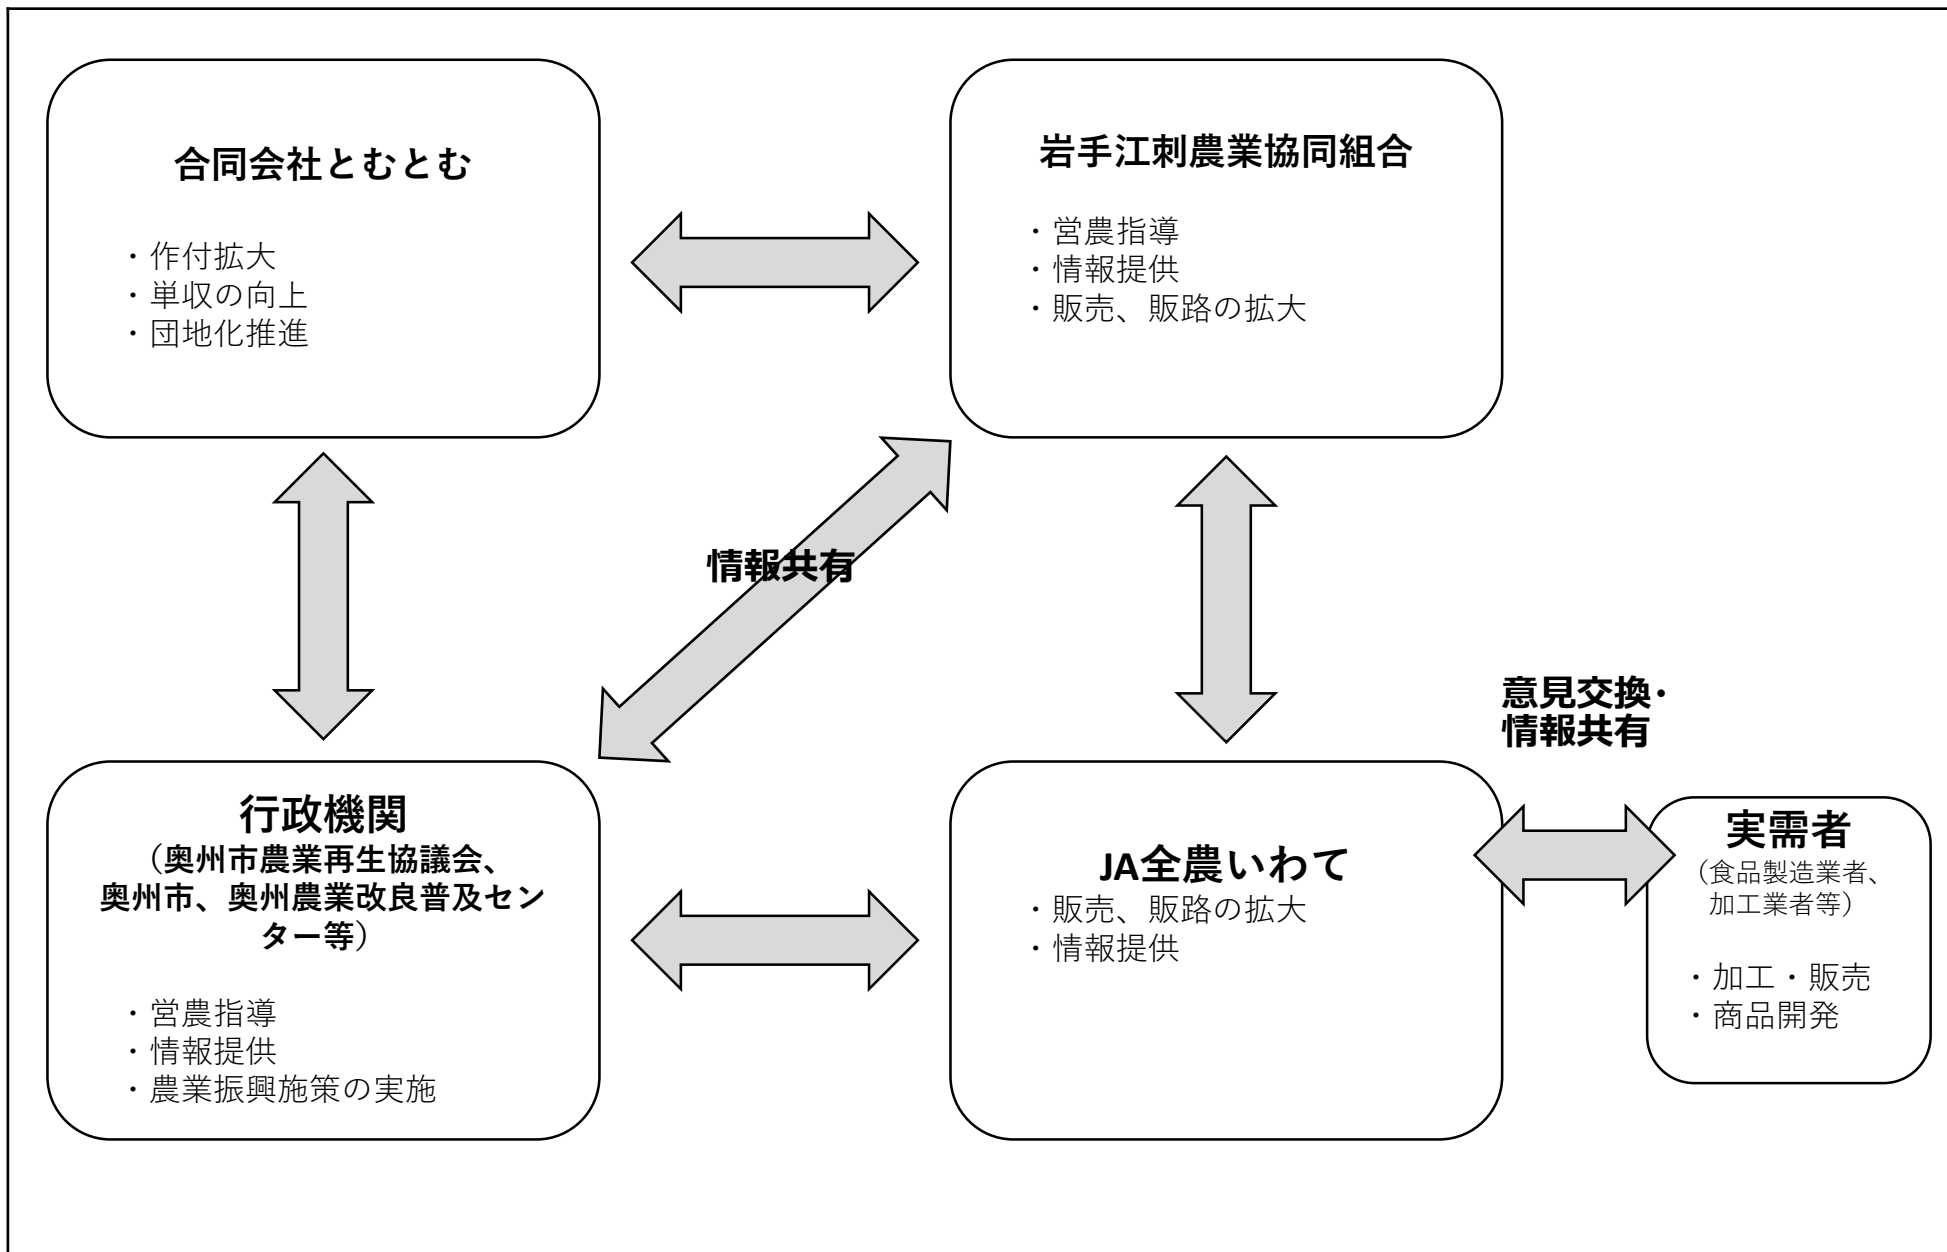 合同会社とむとむ
・作付拡大
・単収の向上
・団地化推進
岩手江刺農業協同組合
・営農指導
・情報提供
・販売、販路の拡大
情報共有
行政機関
（奥州市農業再生協議会、
奥州市、奥州農業改良普及セン
ター等）
・営農指導
・情報提供
・農業振興施策の実施
JA全農いわて
・販売、販路の拡大
・情報提供
意見交換・
情報共有
実需者
（食品製造業者、
加工業者等）
・加工・販売
・商品開発